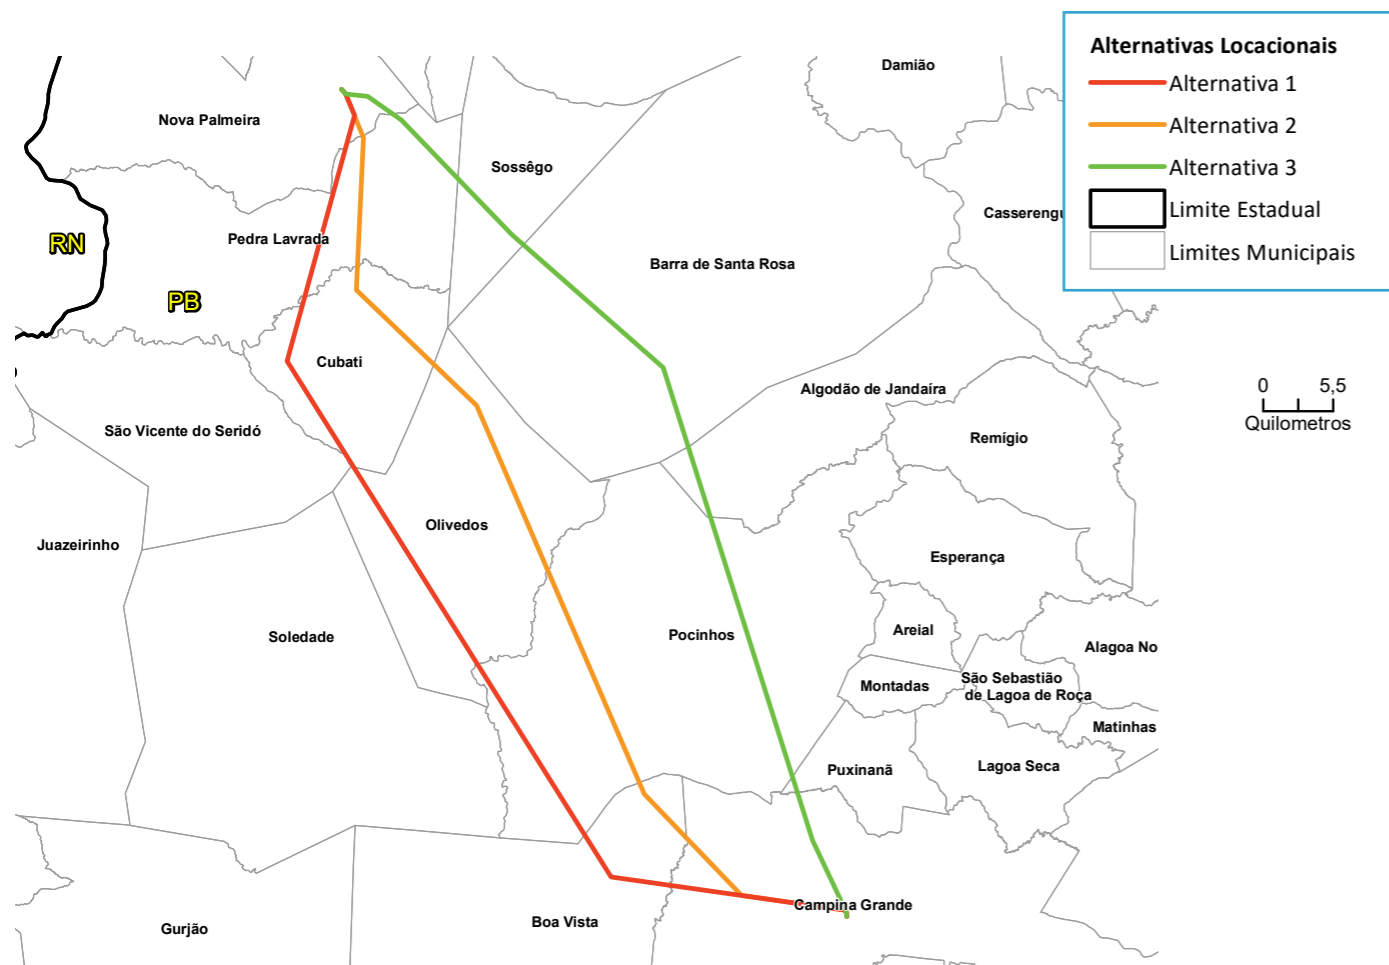 Alternativas Locacionais
Alternativa 1
Alternativa 2
Alternativa 3
Limite Estadual
Limites Municipais
Damião
Nova Palmeira
Sossêgo
Casserengu
RN
Pedra Lavrada
Barra de Santa Rosa
PB
Cubati
Algodão de Jandaíra
0 5,5
Quilometros
São Vicente do Seridó
Remígio
Olivedos
Juazeirinho
Esperança
Soledade
Pocinhos
Areial
Alagoa No
Montadas
São Sebastião
de Lagoa de Roça
Matinhas
Puxinanã
Lagoa Seca
Campina Grande
Boa Vista
Gurjão